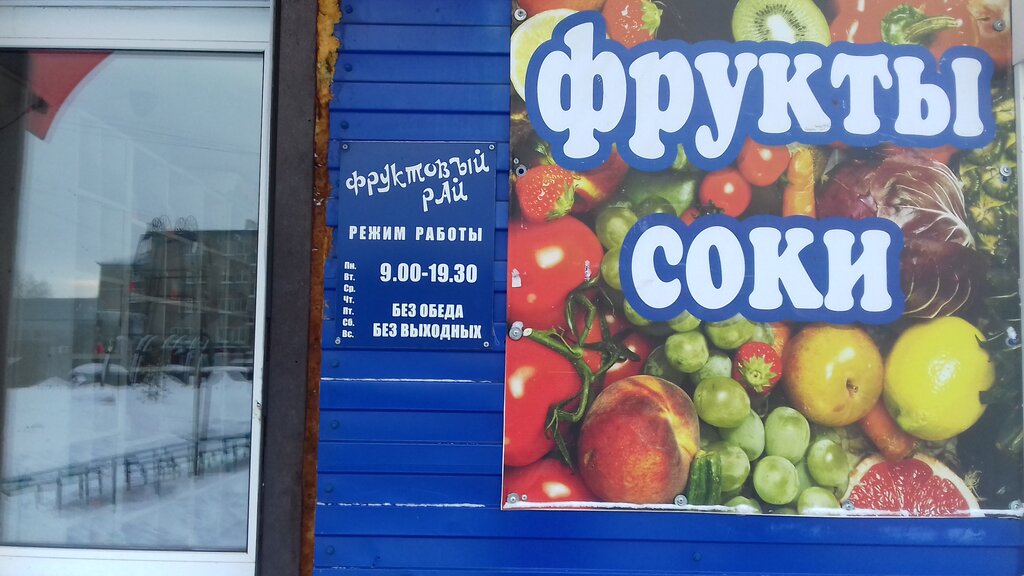 фруктовый
рай
РЕЖИМ РАБОТЫ
Пн.
Вт.
Ср.
Чт.
Пт.
Сб.
Вс.
9.00-19.30
БЕЗ ОБЕДА
БЕЗ ВЫХОДНЫХ
фрукты
соки